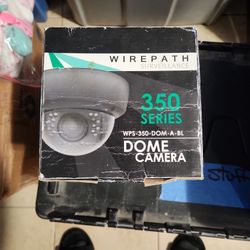 WIREPATH
SURVEILLANCE
350
SERIES
WPS-350-DOM-A-BL
DOME
CAMERA